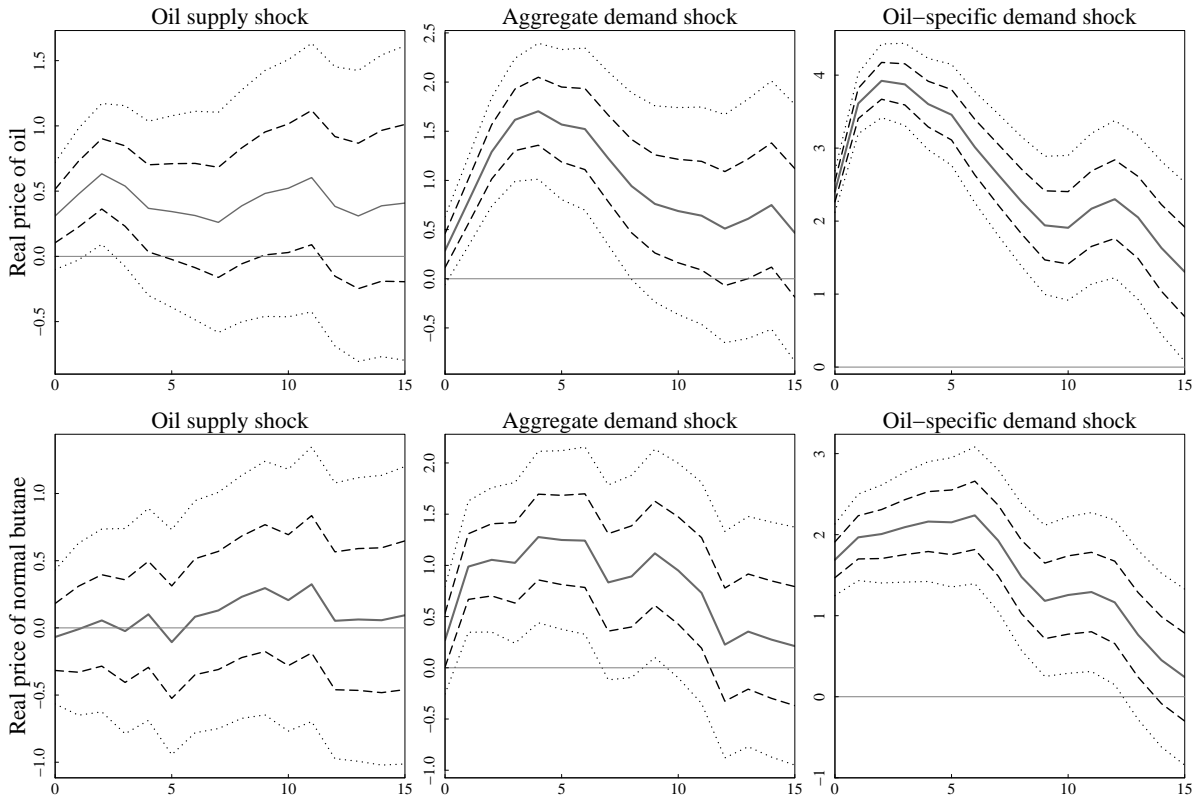 Oil supply shock
Aggregate demand shock
Oil−specific demand shock
Real price of oil
1.5
1.0
0.5
0.0
−0.5
0 5 10 15
2.5
2.0
1.5
1.0
0.5
0.0
−0.5
0 5 10 15
4
3
2
1
0
0 5 10 15
Oil supply shock
Aggregate demand shock
Oil−specific demand shock
Real price of normal butane
1.0
0.5
0.0
−0.5
−1.0
0 5 10 15
2.0
1.5
1.0
0.5
0.0
−0.5
−1.0
0 5 10 15
3
2
1
0
−1
0 5 10 15